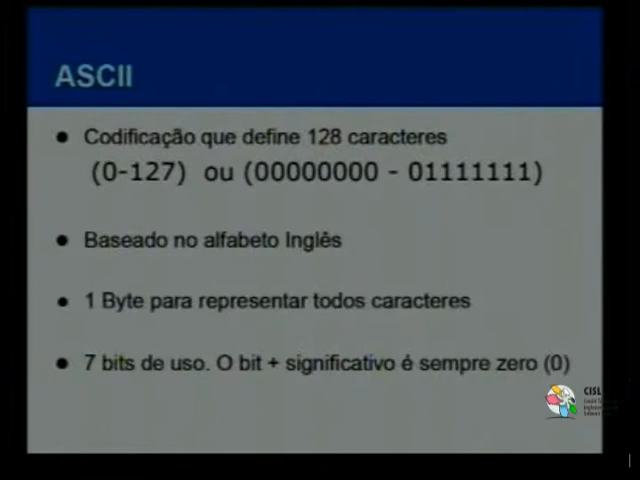 ASCII
● Codificação que define 128 caracteres
(0-127) ou (00000000 - 01111111)
● Baseado no alfabeto Inglês
● 1 Byte para representar todos caracteres
● 7 bits de uso. O bit + significativo é sempre zero (0)
CISL